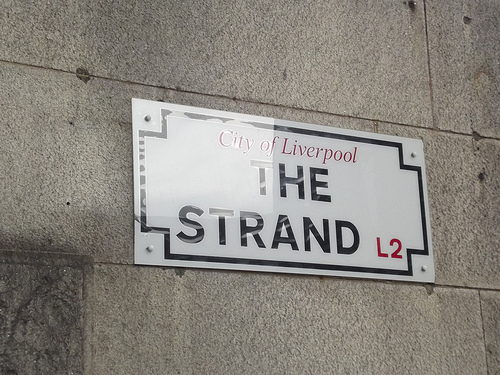 City of Liverpool
THE
STRAND L2